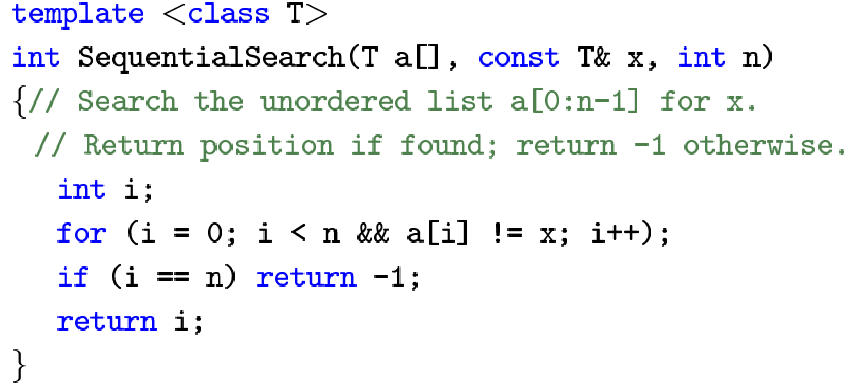 template <class T>
int SequentialSearch(T a[], const T& x, int n)
{// Search the unordered list a[0:n-1] for x.
 // Return position if found; return -1 otherwise.
   int i;
   for (i = 0; i < n && a[i] != x; i++);
   if (i == n) return -1;
   return i;
}